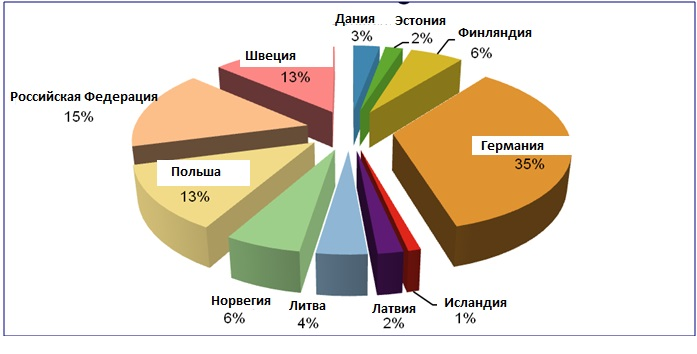 Дания
3%
Эстония
2%
Финляндия
6%
Германия
35%
Исландия
1%
Латвия
2%
Литва
4%
Норвегия
6%
Польша
13%
Российская Федерация
15%
Швеция
13%